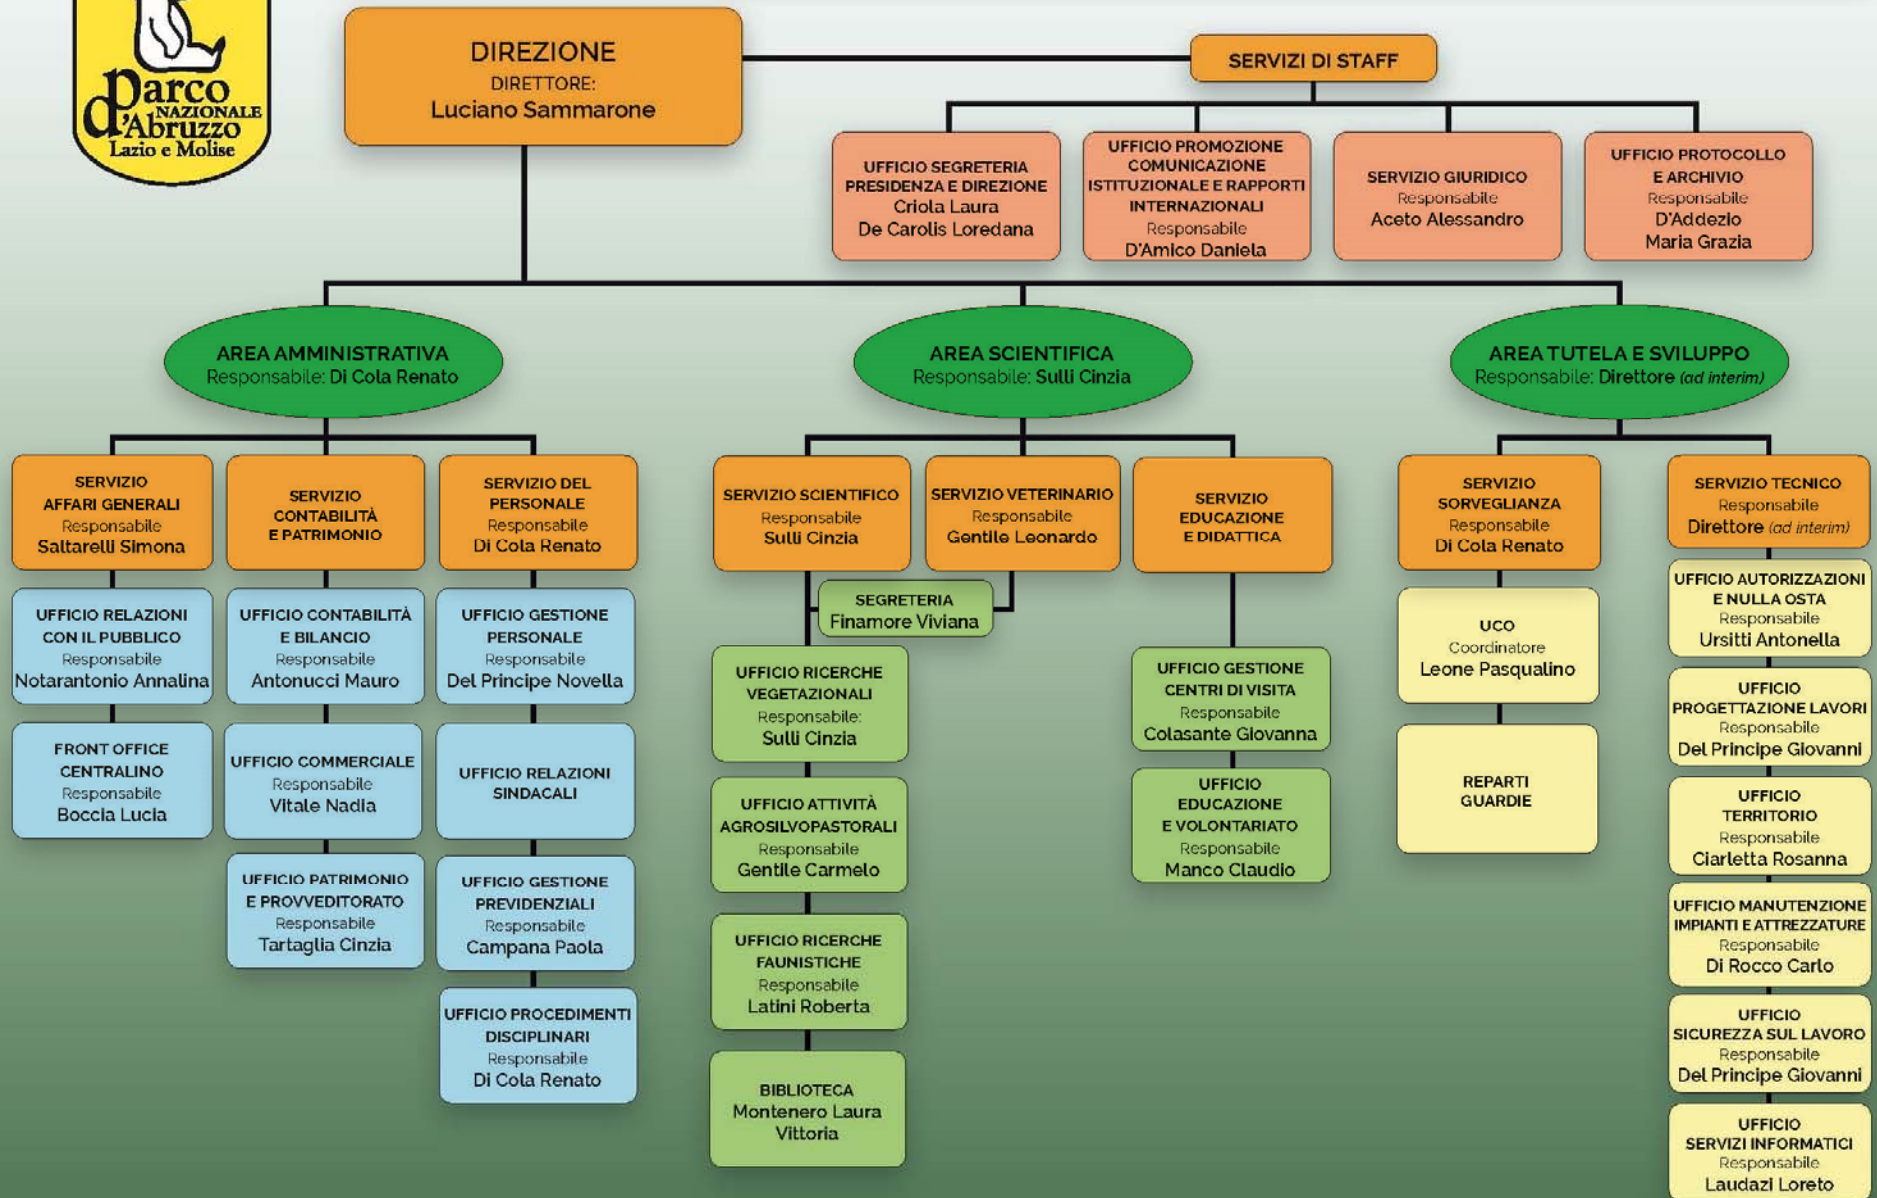 Parco
NAZIONALE
d'Abruzzo
Lazio e Molise
DIREZIONE
DIRETTORE:
Luciano Sammarone
SERVIZI DI STAFF
UFFICIO SEGRETERIA
PRESIDENZA E DIREZIONE
Criola Laura
De Carolis Loredana
UFFICIO PROMOZIONE
COMUNICAZIONE
ISTITUZIONALE E RAPPORTI
INTERNAZIONALI
Responsabile
D'Amico Daniela
SERVIZIO GIURIDICO
Responsabile
Aceto Alessandro
UFFICIO PROTOCOLLO
E ARCHIVIO
Responsabile
D'Addezio
Maria Grazia
AREA AMMINISTRATIVA
Responsabile: Di Cola Renato
AREA SCIENTIFICA
Responsabile: Sulli Cinzia
AREA TUTELA E SVILUPPO
Responsabile: Direttore (ad interim)
SERVIZIO
AFFARI GENERALI
Responsabile
Saltarelli Simona
UFFICIO RELAZIONI
CON IL PUBBLICO
Responsabile
Notarantonio Annalina
FRONT OFFICE
CENTRALINO
Responsabile
Boccia Lucia
SERVIZIO
CONTABILITÀ
E PATRIMONIO
UFFICIO CONTABILITÀ
E BILANCIO
Responsabile
Antonucci Mauro
UFFICIO COMMERCIALE
Responsabile
Vitale Nadia
UFFICIO PATRIMONIO
E PROVVEDITORATO
Responsabile
Tartaglia Cinzia
SERVIZIO DEL
PERSONALE
Responsabile
Di Cola Renato
UFFICIO GESTIONE
PERSONALE
Responsabile
Del Principe Novella
UFFICIO RELAZIONI
SINDACALI
UFFICIO GESTIONE
PREVIDENZIALI
Responsabile
Campana Paola
UFFICIO PROCEDIMENTI
DISCIPLINARI
Responsabile
Di Cola Renato
SERVIZIO SCIENTIFICO
Responsabile
Sulli Cinzia
SERVIZIO VETERINARIO
Responsabile
Gentile Leonardo
SEGRETERIA
Finamore Viviana
UFFICIO RICERCHE
VEGETAZIONALI
Responsabile:
Sulli Cinzia
UFFICIO ATTIVITÀ
AGROSILVOPASTORALI
Responsabile
Gentile Carmelo
UFFICIO RICERCHE
FAUNISTICHE
Responsabile
Latini Roberta
BIBLIOTECA
Montenero Laura
Vittoria
SERVIZIO
EDUCAZIONE
E DIDATTICA
UFFICIO GESTIONE
CENTRI DI VISITA
Responsabile
Colasante Giovanna
UFFICIO
EDUCAZIONE
E VOLONTARIATO
Responsabile
Manco Claudio
SERVIZIO
SORVEGLIANZA
Responsabile
Di Cola Renato
UCO
Coordinatore
Leone Pasqualino
REPARTI
GUARDIE
SERVIZIO TECNICO
Responsabile
Direttore (ad interim)
UFFICIO AUTORIZZAZIONI
E NULLA OSTA
Responsabile
Ursitti Antonella
UFFICIO
PROGETTAZIONE LAVORI
Responsabile
Del Principe Giovanni
UFFICIO
TERRITORIO
Responsabile
Ciarletta Rosanna
UFFICIO MANUTENZIONE
IMPIANTI E ATTREZZATURE
Responsabile
Di Rocco Carlo
UFFICIO
SICUREZZA SUL LAVORO
Responsabile
Del Principe Giovanni
UFFICIO
SERVIZI INFORMATICI
Responsabile
Laudazi Loreto